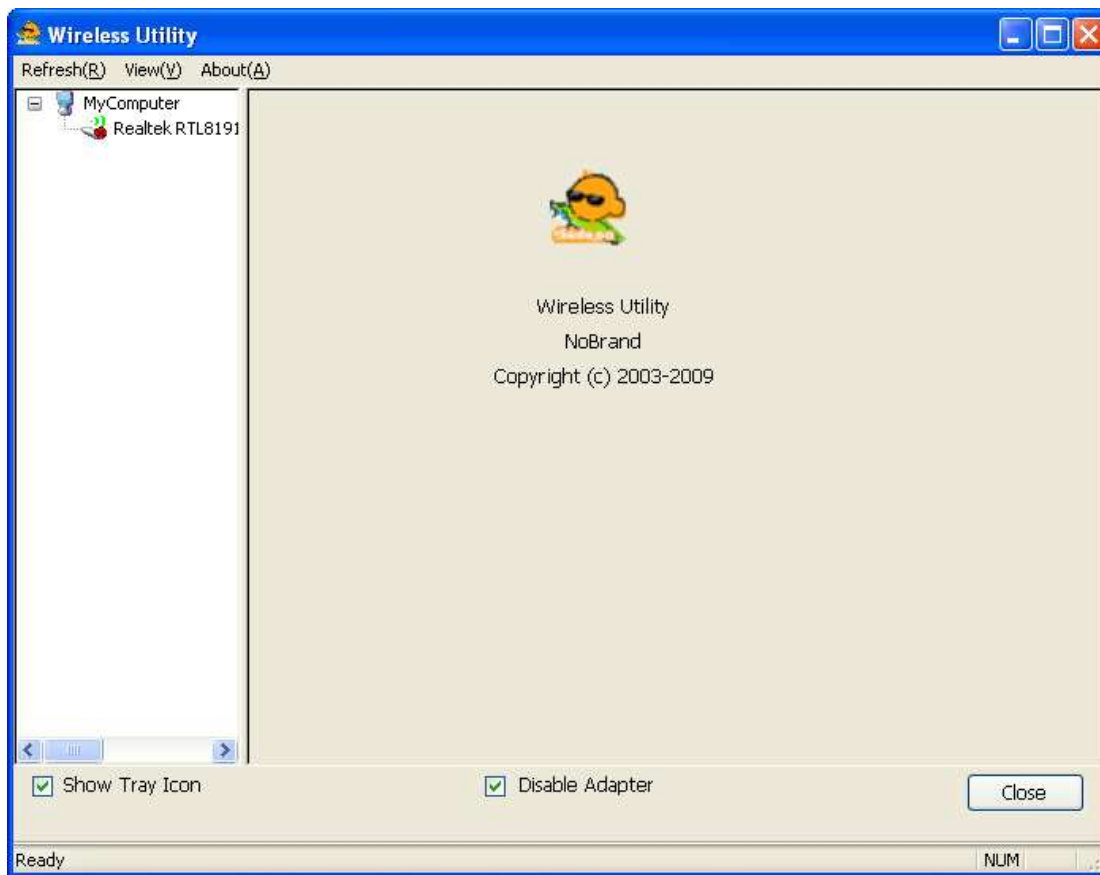 Wireless Utility
Refresh(R) View(V) About(A)
MyComputer
Realtek RTL8191
Wireless Utility
NoBrand
Copyright (c) 2003-2009
Show Tray Icon
Disable Adapter
Close
Ready
NUM